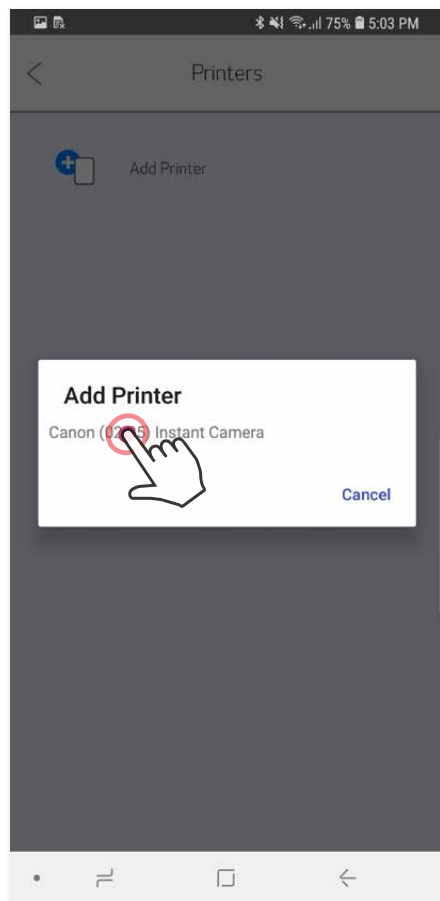 75% 5:03 PM
Printers
Add Printer
Add Printer
Canon Instant Camera
Cancel